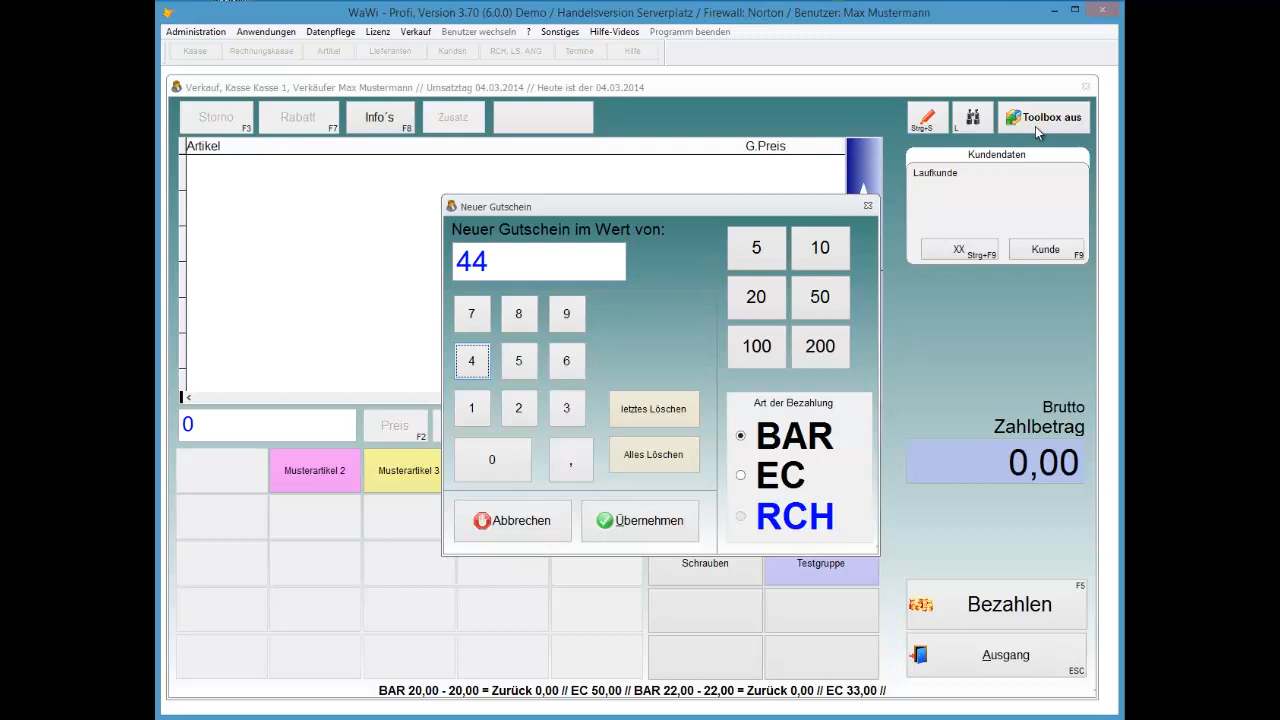 WaWi - Profi, Version 3.70 (6.0.0) Demo / Handelsversion Serverplatz / Firewall: Norton / Benutzer: Max Mustermann
Administration Anwendungen Datenpflege Lizenz Verkauf Benutzer wechseln ? Sonstiges Hilfe-Videos Programm beenden
Kasse Rechnungskasse Artikel Lieferanten Kunden RCH, LS, ANG Termine Hilfe
Verkauf, Kasse Kasse 1, Verkäufer Max Mustermann // Umsatztag 04.03.2014 // Heute ist der 04.03.2014
Storno F3 Rabatt F7 Info´s F8 Zusatz Strg+S L Toolbox aus
Artikel G.Preis
Kundendaten
Laufkunde
XX Strg+F9 Kunde F9
Neuer Gutschein
Neuer Gutschein im Wert von:
44
5 10
20 50
100 200
7 8 9
4 5 6
1 2 3
0 ,
letztes Löschen
Alles Löschen
Art der Bezahlung
BAR
EC
RCH
Abbrechen Übernehmen
0 Preis F2
Musterartikel 2 Musterartikel 3
Schrauben Testgruppe
Brutto
Zahlbetrag
0,00
Bezahlen F5
Ausgang ESC
BAR 20,00 - 20,00 = Zurück 0,00 // EC 50,00 // BAR 22,00 - 22,00 = Zurück 0,00 // EC 33,00 //